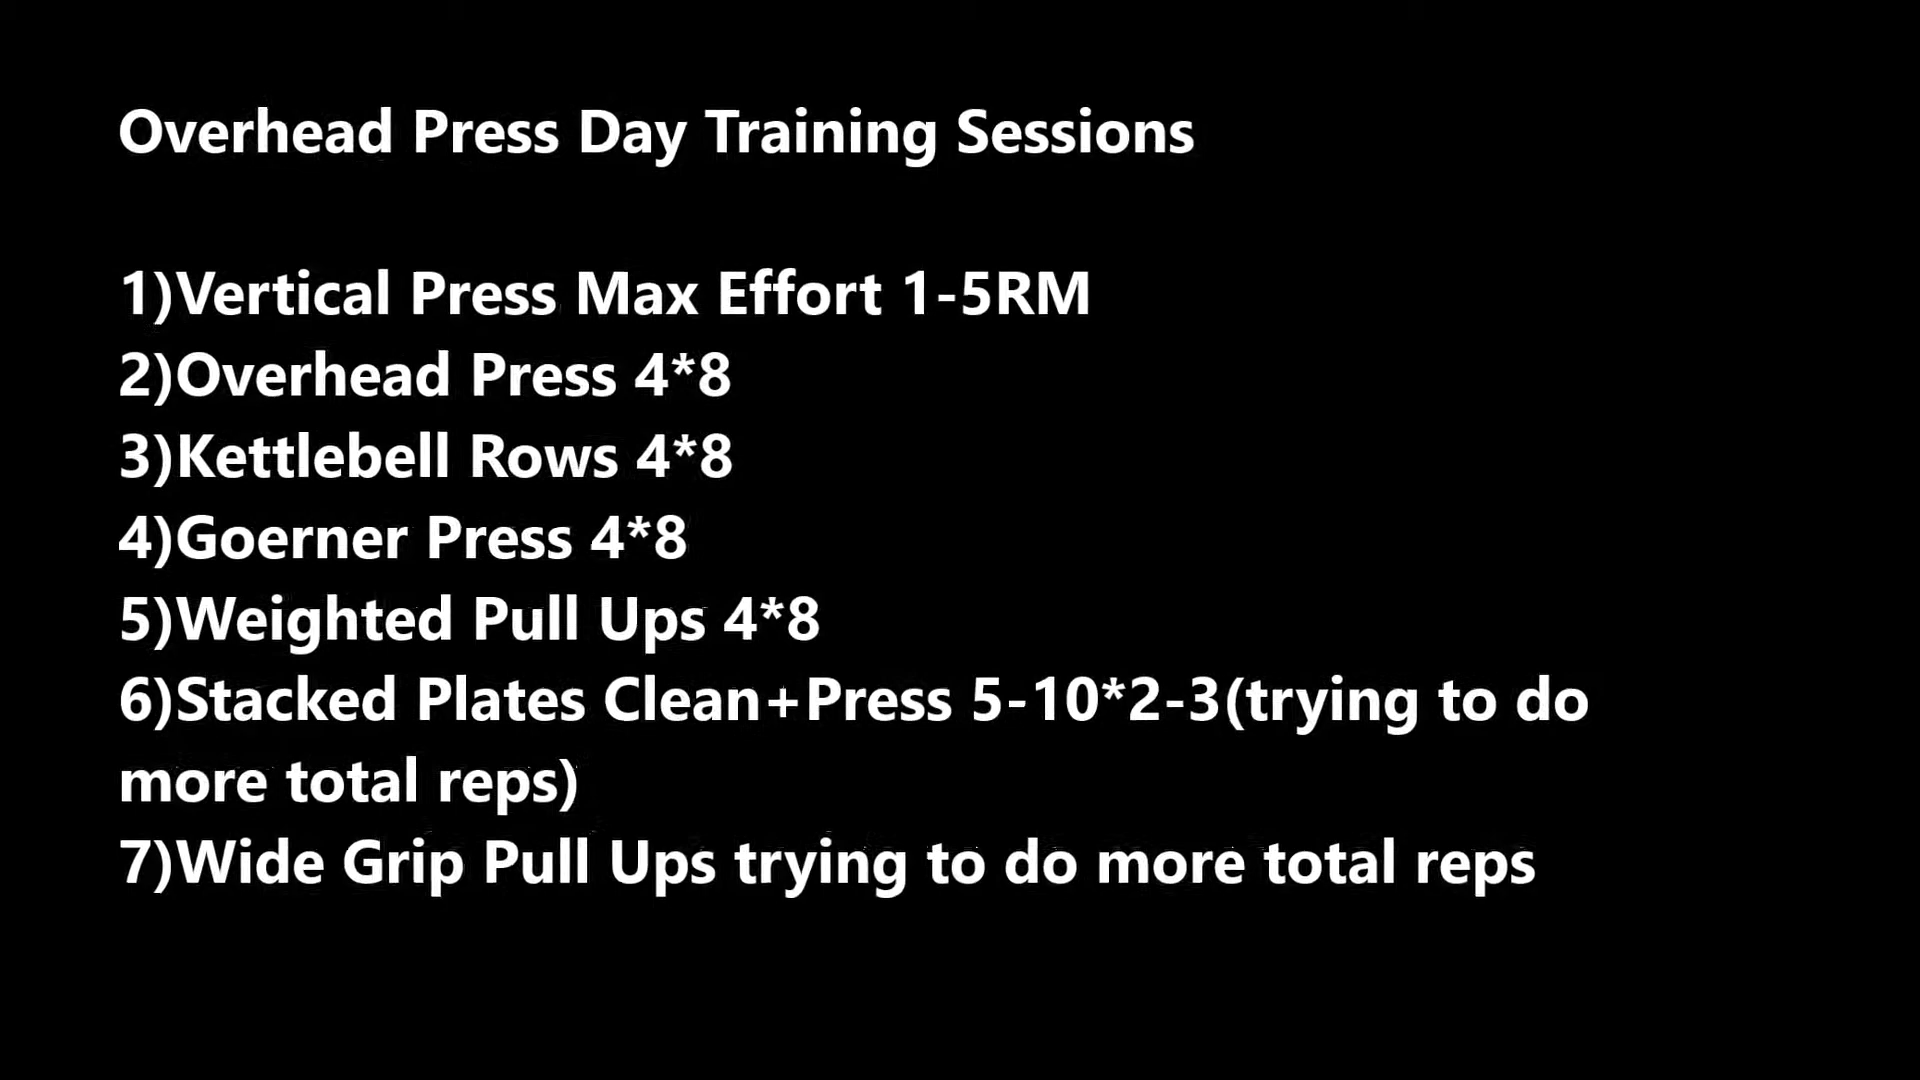 Overhead Press Day Training Sessions
1)Vertical Press Max Effort 1-5RM
2)Overhead Press 4*8
3)Kettlebell Rows 4*8
4)Goerner Press 4*8
5)Weighted Pull Ups 4*8
6)Stacked Plates Clean+Press 5-10*2-3(trying to do
more total reps)
7)Wide Grip Pull Ups trying to do more total reps